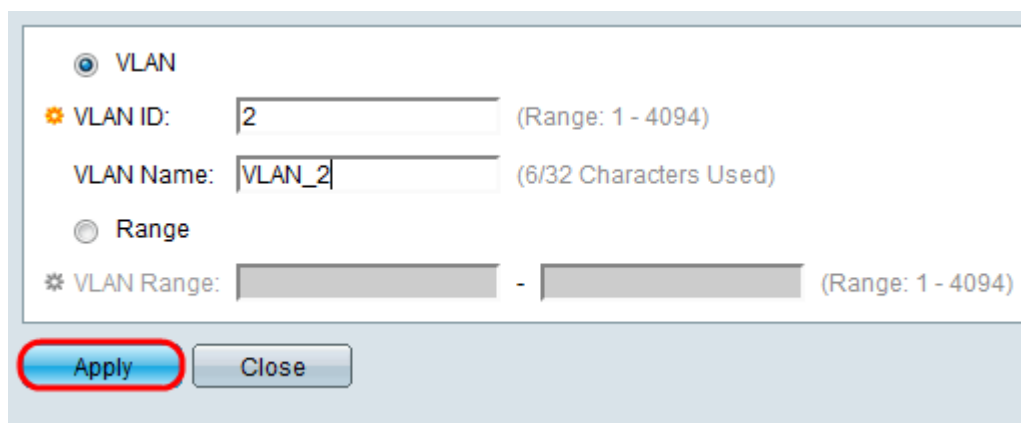 VLAN
VLAN ID: 2 (Range: 1 - 4094)
VLAN Name: VLAN_2 (6/32 Characters Used)
Range
VLAN Range: - (Range: 1 - 4094)
Apply Close